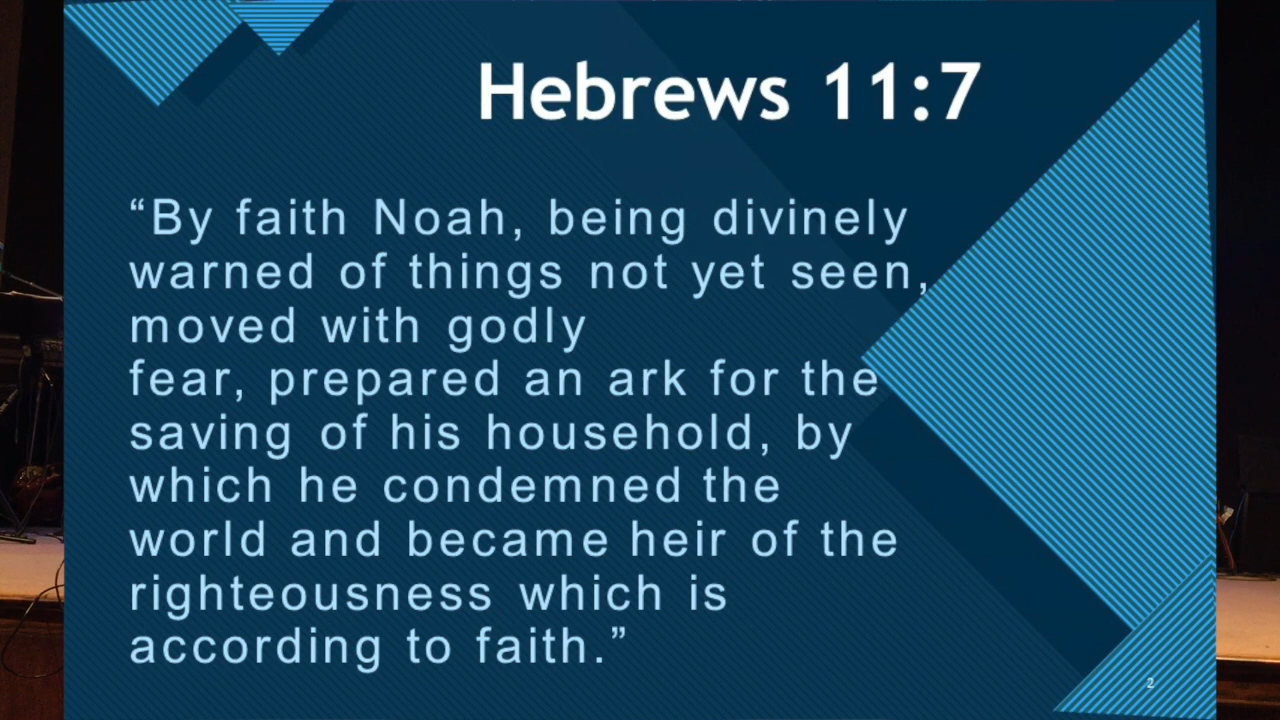 Hebrews 11:7
“By faith Noah, being divinely
warned of things not yet seen,
moved with godly
fear, prepared an ark for the
saving of his household, by
which he condemned the
world and became heir of the
righteousness which is
according to faith.”
2